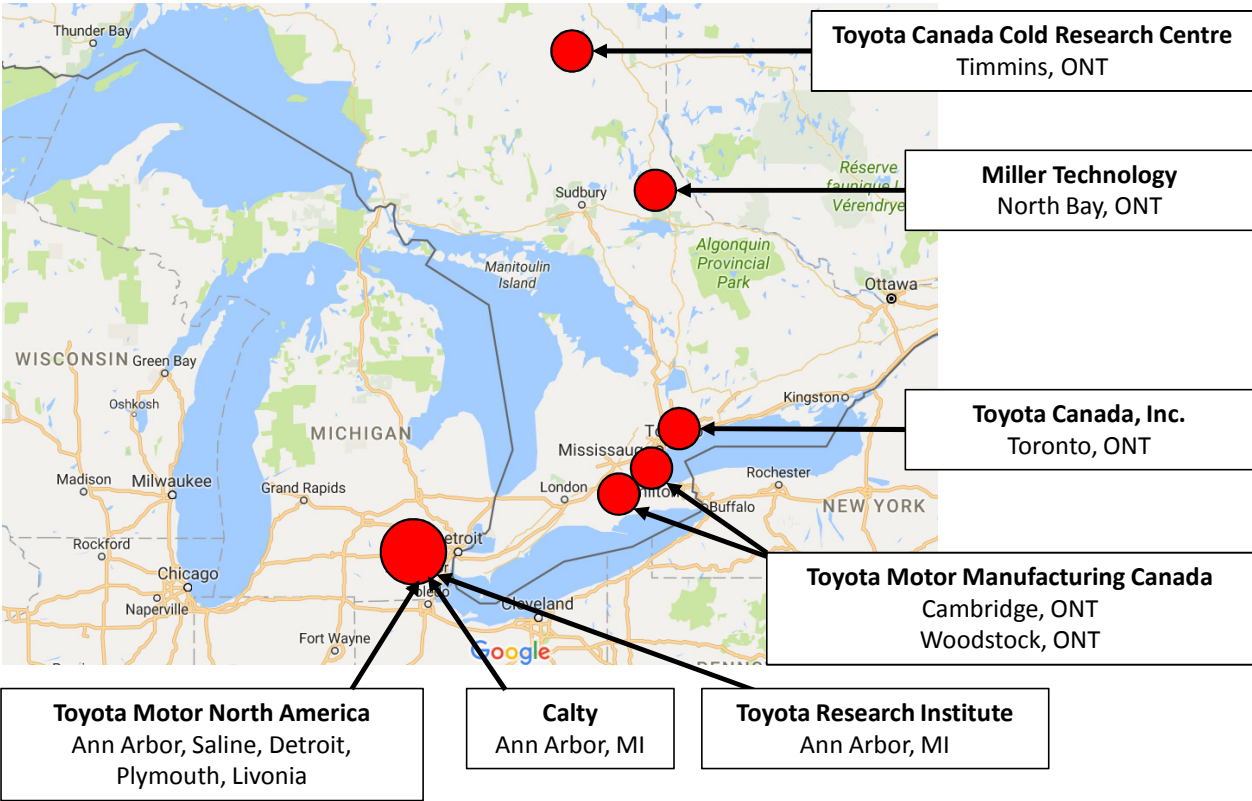 Thunder Bay
Toyota Canada Cold Research Centre
Timmins, ONT
Réserve
faunique L
Vérendrye
Miller Technology
North Bay, ONT
Sudbury
Algonquin
Provincial
Park
Manitoulin
Island
Ottawa
WISCONSIN
Green Bay
Oshkosh
Kingston
Toyota Canada, Inc.
Toronto, ONT
MICHIGAN
Mississauga
Madison
Milwaukee
Grand Rapids
London
Rochester
Buffalo
NEW YORK
Rockford
etroit
Chicago
Naperville
Cleveland
Toyota Motor Manufacturing Canada
Cambridge, ONT
Woodstock, ONT
Fort Wayne
Google
Toyota Motor North America
Ann Arbor, Saline, Detroit,
Plymouth, Livonia
Calty
Ann Arbor, MI
Toyota Research Institute
Ann Arbor, MI